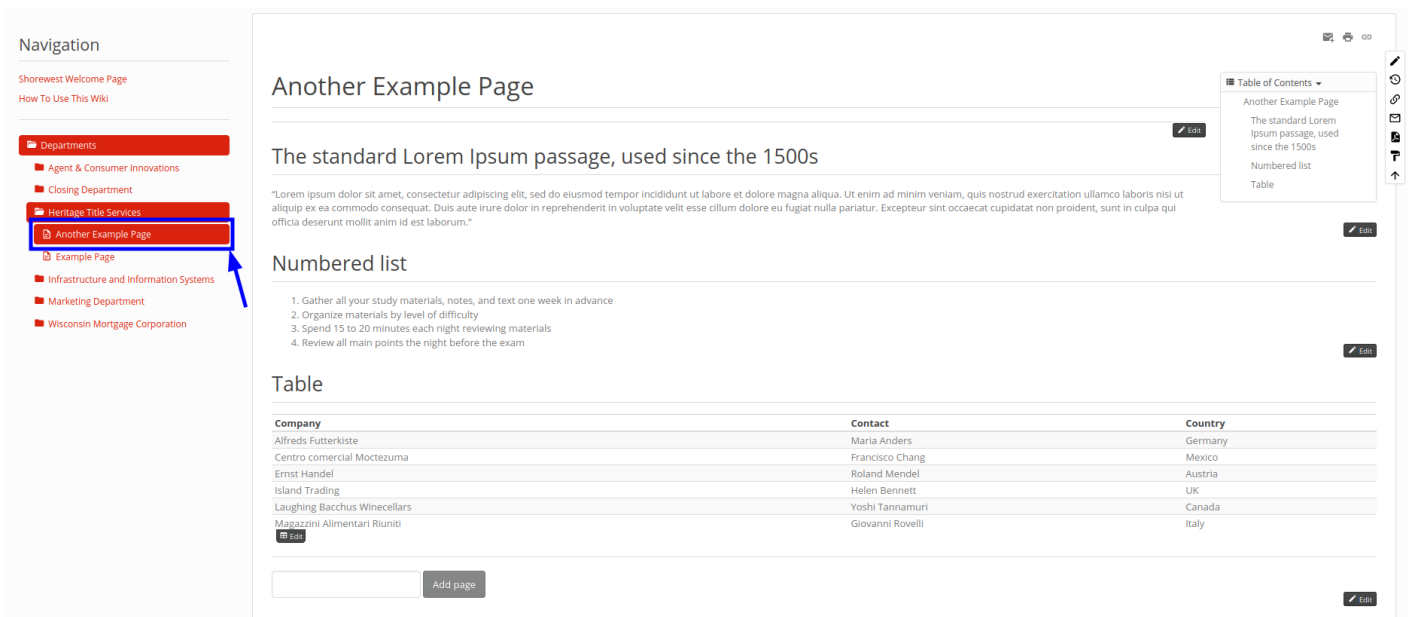 Navigation
Shorewest Welcome Page
How To Use This Wiki
Departments
Agent & Consumer Innovations
Closing Department
Heritage Title Services
Another Example Page
Example Page
Infrastructure and Information Systems
Marketing Department
Wisconsin Mortgage Corporation
Another Example Page
Table of Contents
Another Example Page
The standard Lorem
Ipsum passage, used
since the 1500s
Numbered list
Table
Edit
The standard Lorem Ipsum passage, used since the 1500s
“Lorem ipsum dolor sit amet, consectetur adipiscing elit, sed do eiusmod tempor incididunt ut labore et dolore magna aliqua. Ut enim ad minim veniam, quis nostrud exercitation ullamco laboris nisi ut
aliquip ex ea commodo consequat. Duis aute irure dolor in reprehenderit in voluptate velit esse cillum dolore eu fugiat nulla pariatur. Excepteur sint occaecat cupidatat non proident, sunt in culpa qui
officia deserunt mollit anim id est laborum.”
Edit
Numbered list
1. Gather all your study materials, notes, and text one week in advance
2. Organize materials by level of difficulty
3. Spend 15 to 20 minutes each night reviewing materials
4. Review all main points the night before the exam
Edit
Table
Company Contact Country
Alfreds Futterkiste Maria Anders Germany
Centro comercial Moctezuma Francisco Chang Mexico
Ernst Handel Roland Mendel Austria
Island Trading Helen Bennett UK
Laughing Bacchus Winecellars Yoshi Tannamuri Canada
Magazzini Alimentari Riuniti Giovanni Rovelli Italy
Edit
Add page
Edit